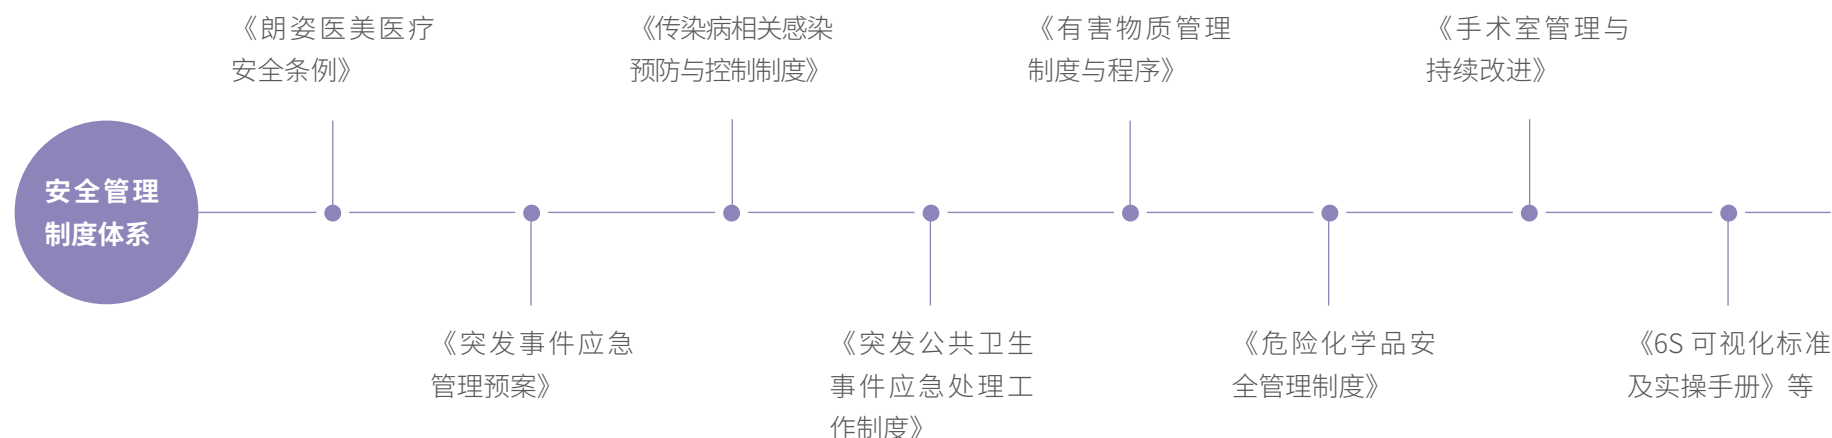 安全管理
制度体系
《朗姿医美医疗
安全条例》
《突发事件应急
管理预案》
《传染病相关感染
预防与控制制度》
《突发公共卫生
事件应急处理工
作制度》
《有害物质管理
制度与程序》
《危险化学品安
全管理制度》
《手术室管理与
持续改进》
《6S 可视化标准
及实操手册》等